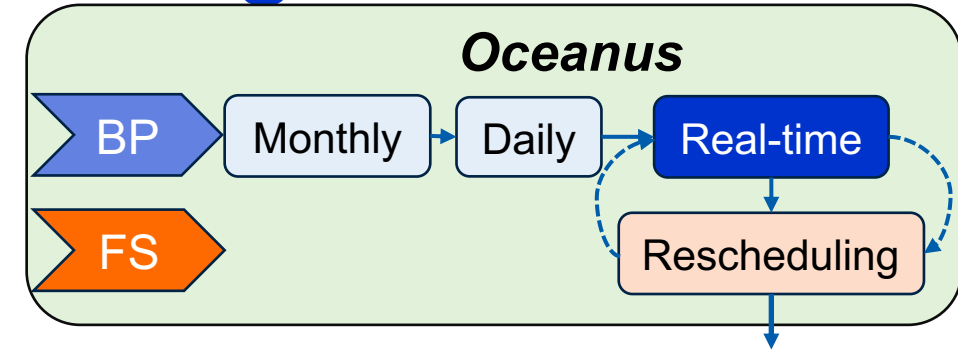 Oceanus
BP
Monthly
Daily
Real-time
FS
Rescheduling